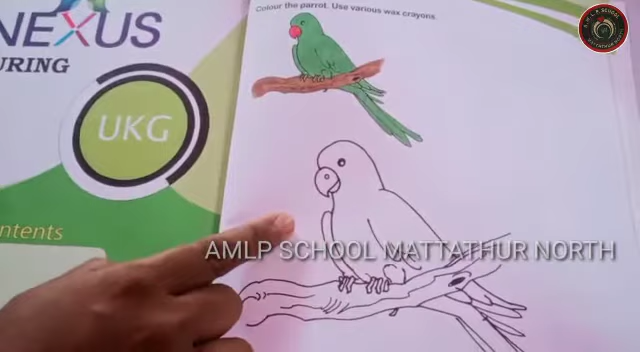 NEXUS
URING
UKG
ntents
Colour the parrot. Use various wax crayons.
AMLP SCHOOL MATTATHUR NORTH